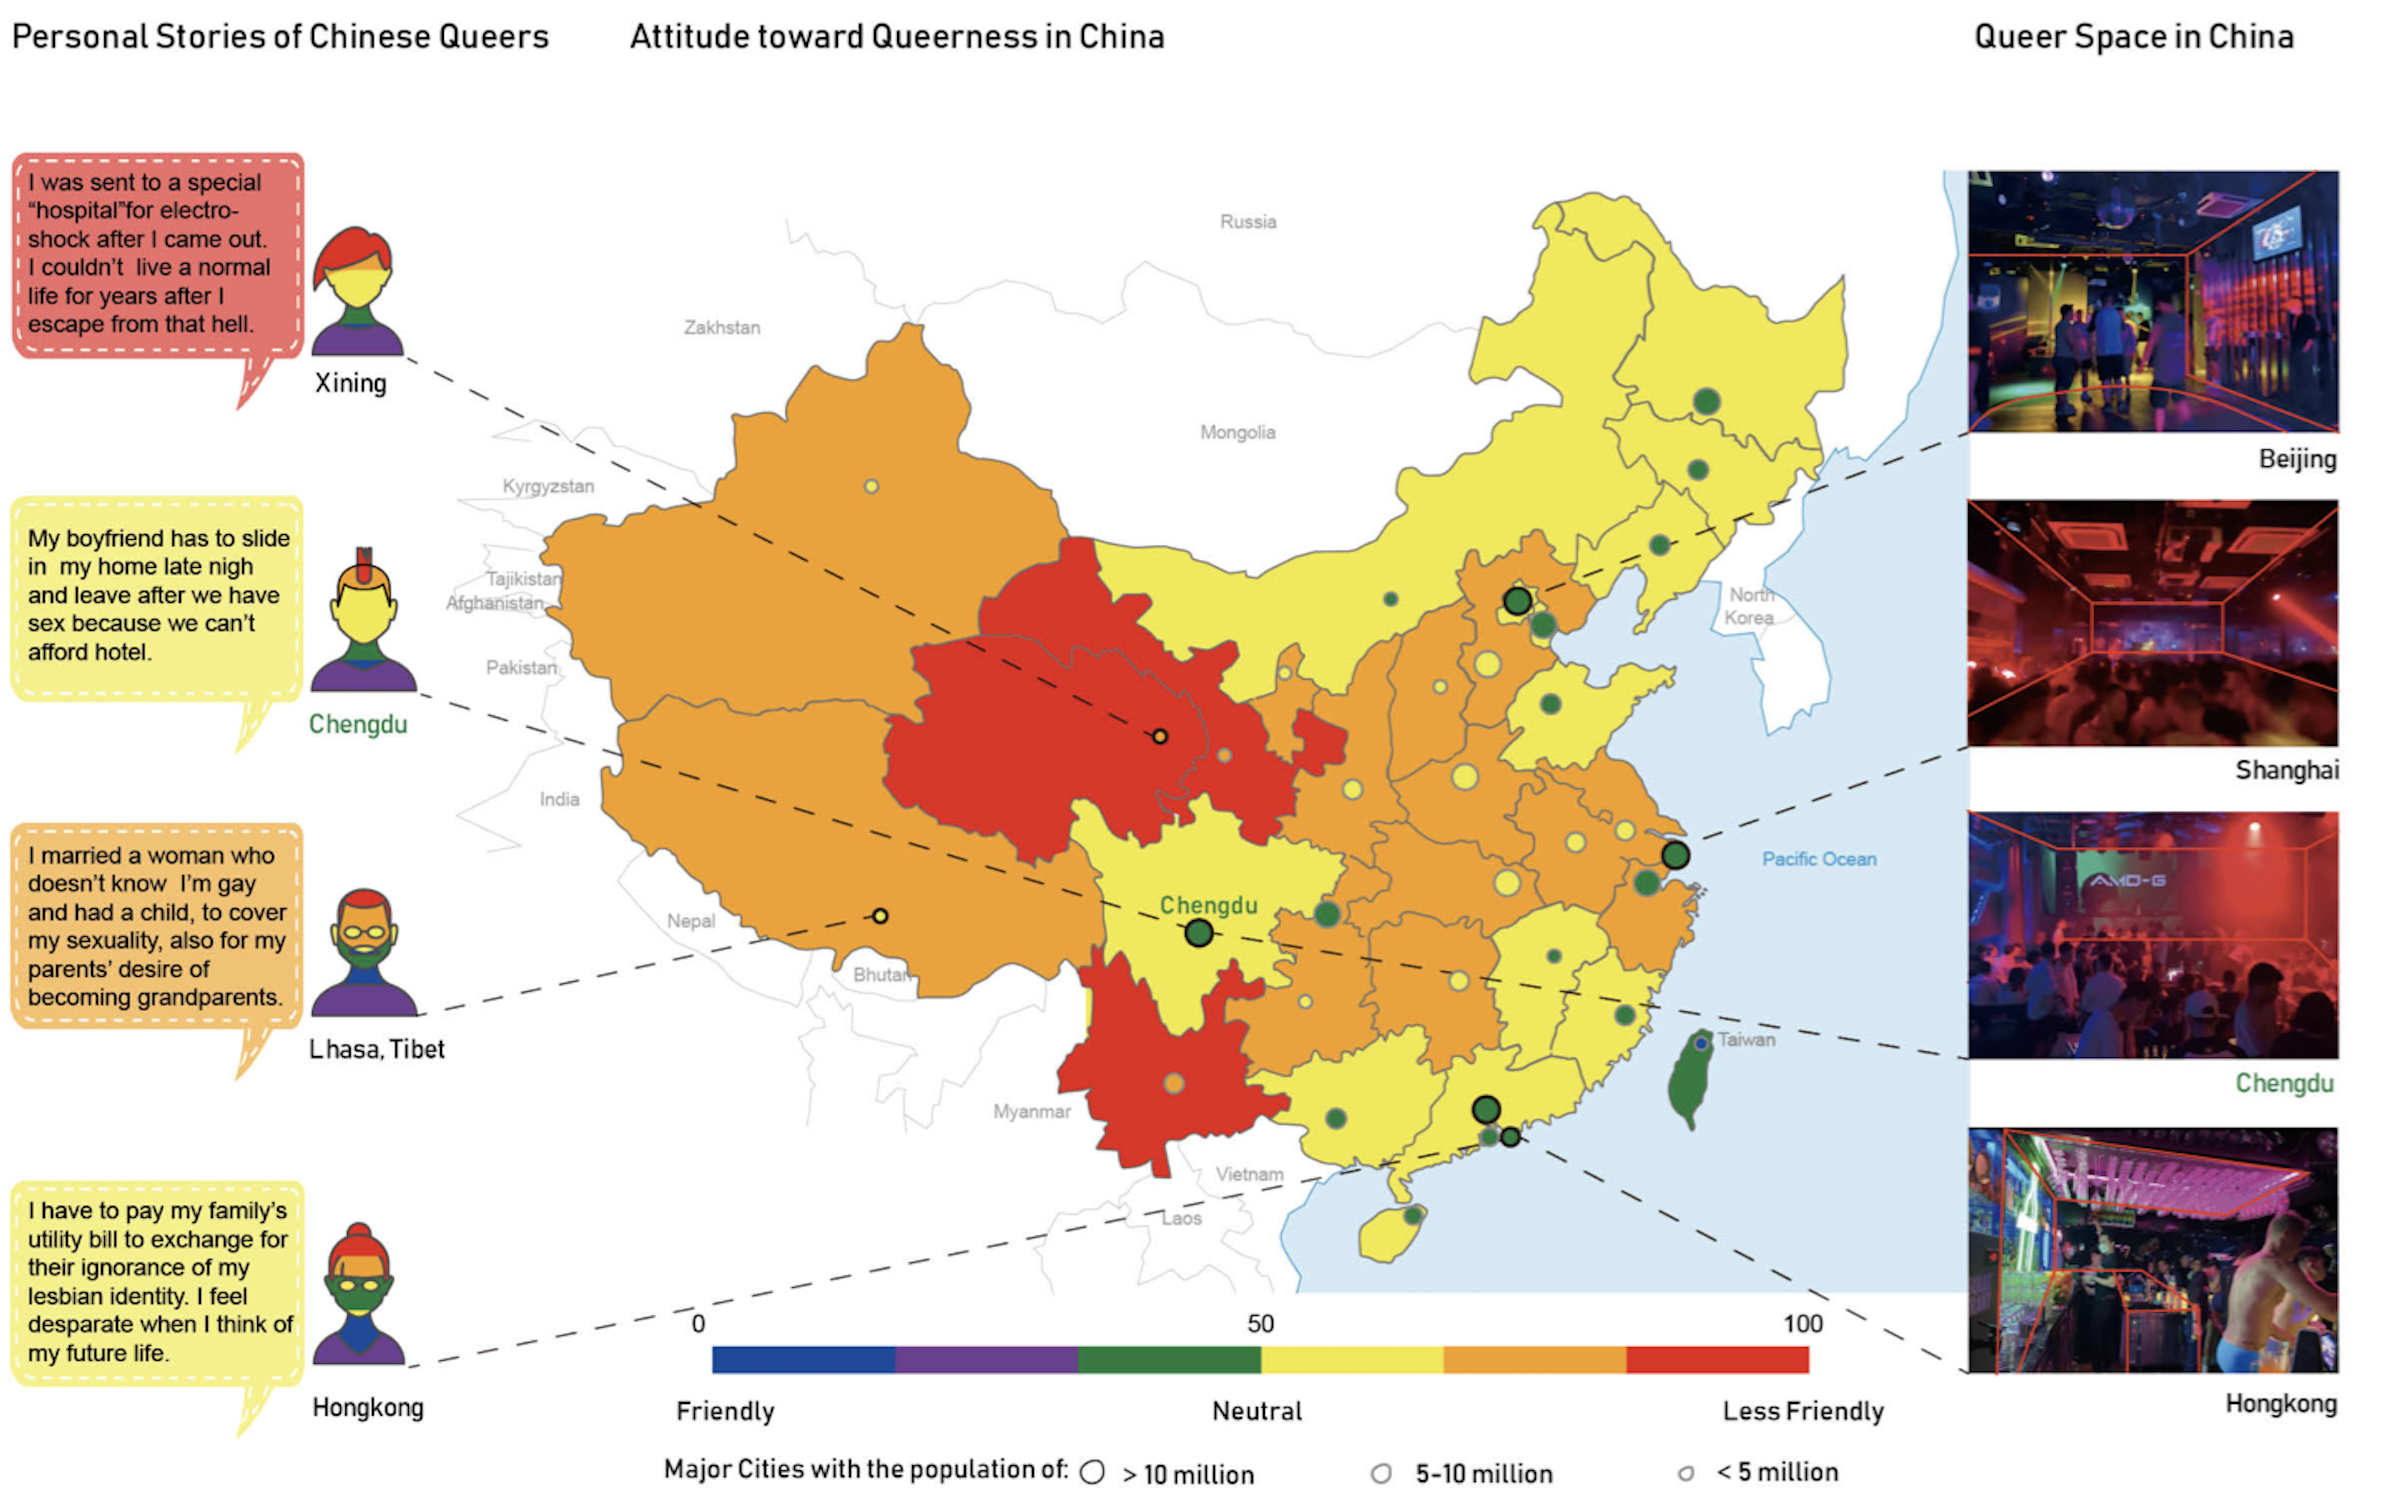 Personal Stories of Chinese Queers
Attitude toward Queerness in China
Queer Space in China
I was sent to a special
“hospital”for electro-
shock after I came out.
I couldn’t live a normal
life for years after I
escape from that hell.
Xining
My boyfriend has to slide
in my home late nigh
and leave after we have
sex because we can’t
afford hotel.
Chengdu
I married a woman who
doesn’t know I’m gay
and had a child, to cover
my sexuality, also for my
parents’ desire of
becoming grandparents.
Lhasa, Tibet
I have to pay my family’s
utility bill to exchange for
their ignorance of my
lesbian identity. I feel
desparate when I think of
my future life.
Hongkong
Russia
Zakhstan
Mongolia
Kyrgyzstan
Tajikistan
Afghanistan
Pakistan
India
Nepal
Bhutan
Myanmar
Vietnam
Laos
North
Korea
Pacific Ocean
Taiwan
Chengdu
Beijing
Shanghai
AMD-G
Chengdu
Hongkong
0
50
100
Friendly
Neutral
Less Friendly
Major Cities with the population of:
> 10 million
5-10 million
< 5 million